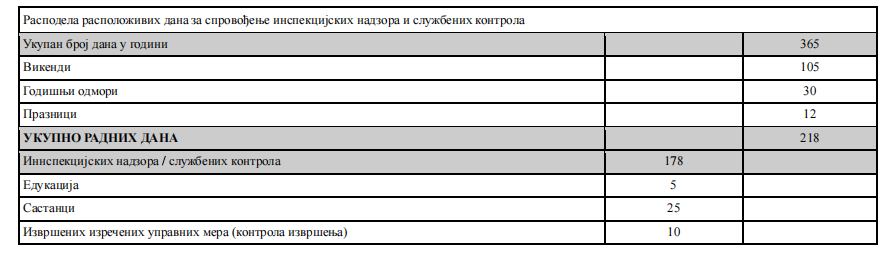 Расподела расположивих дана за спровођење инспекцијских надзора и службених контрола
Укупан број дана у години 365
Викенди 105
Годишњи одмори 30
Празници 12
УКУПНО РАДНИХ ДАНА 218
Иннспекцијских надзора / службених контрола 178
Едукација 5
Састанци 25
Извршених изречених управних мера (контрола извршења) 10